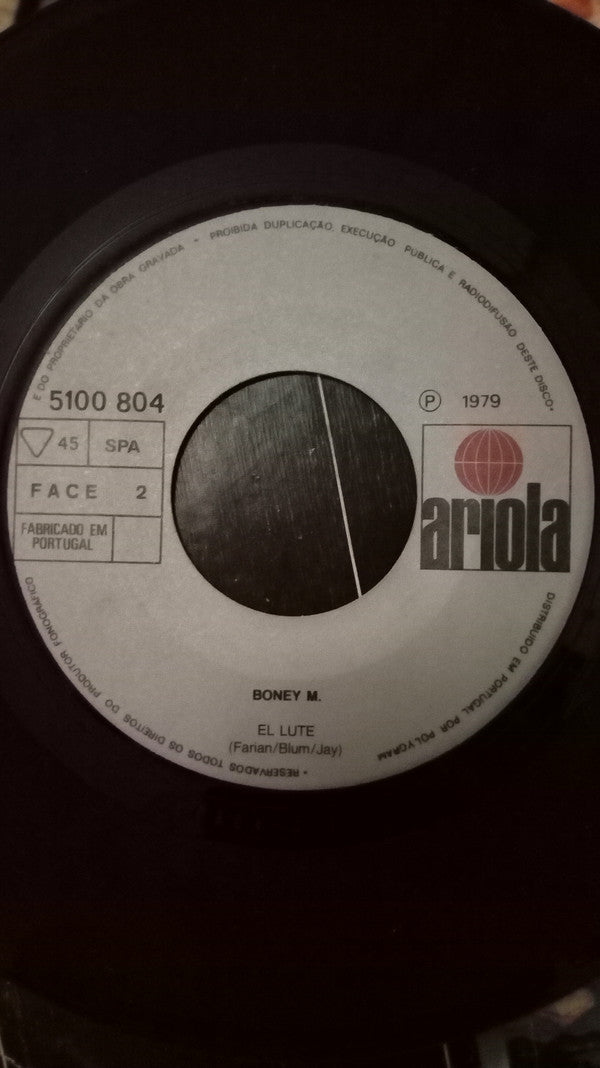 • RESERVADOS TODOS OS DIREITOS DO PRODUTOR FONOGRÁFICO
E DO PROPRIETÁRIO DA OBRA GRAVADA • PROIBIDA DUPLICAÇÃO, EXECUÇÃO PÚBLICA E RADIODIFUSÃO DESTE DISCO•
5100 804
Ⓟ 1979
45 SPA
FACE 2
FABRICADO EM
PORTUGAL
ariola
DISTRIBUIDO EM PORTUGAL POR POLYGRAM
BONEY M.
EL LUTE
(Farian/Blum/Jay)